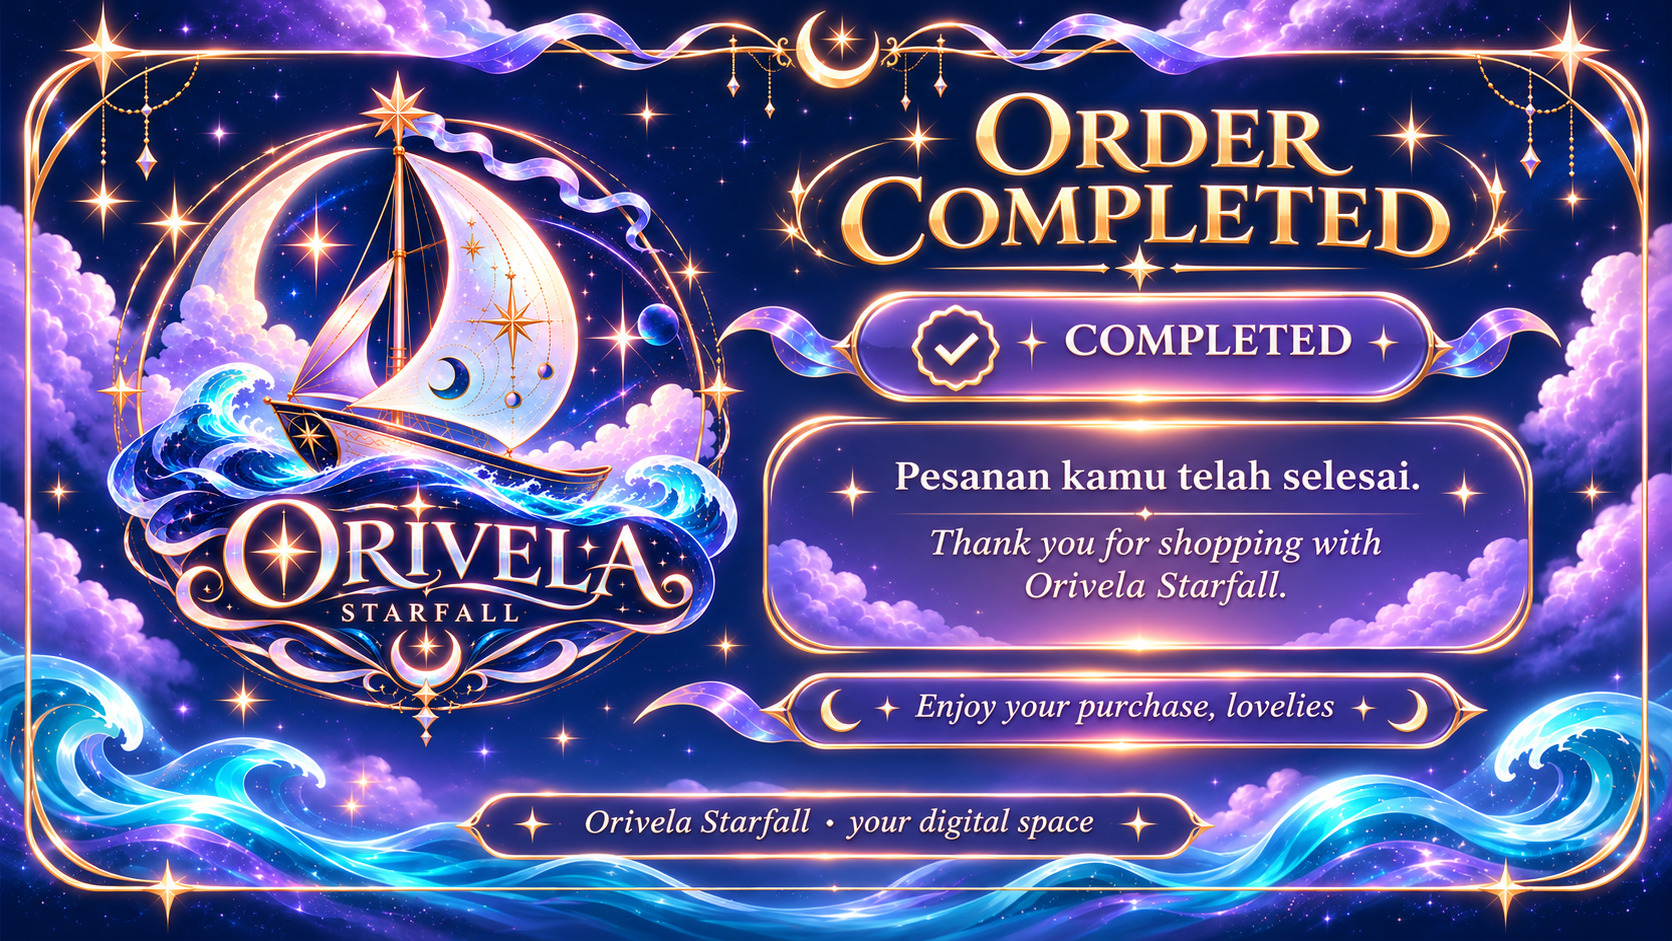 ORIVELA
STARFALL
ORDER
COMPLETED
COMPLETED
Pesanan kamu telah selesai.
Thank you for shopping with
Orivela Starfall.
Enjoy your purchase, lovelies
Orivela Starfall • your digital space